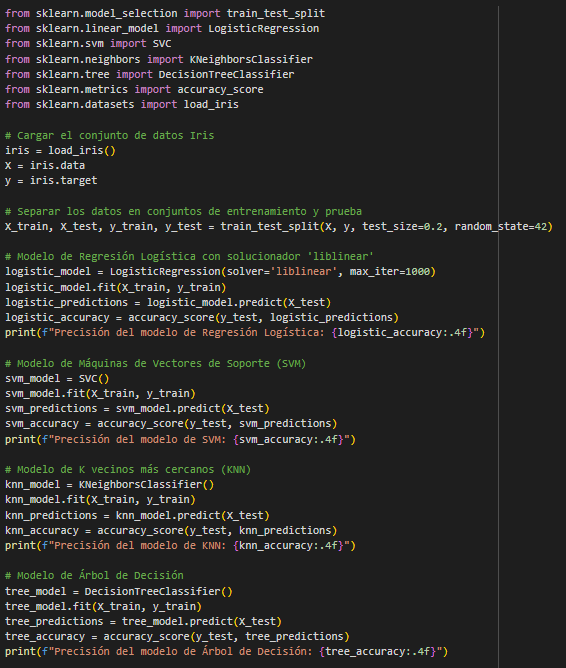 from sklearn.model_selection import train_test_split
from sklearn.linear_model import LogisticRegression
from sklearn.svm import SVC
from sklearn.neighbors import KNeighborsClassifier
from sklearn.tree import DecisionTreeClassifier
from sklearn.metrics import accuracy_score
from sklearn.datasets import load_iris

# Cargar el conjunto de datos Iris
iris = load_iris()
X = iris.data
y = iris.target

# Separar los datos en conjuntos de entrenamiento y prueba
X_train, X_test, y_train, y_test = train_test_split(X, y, test_size=0.2, random_state=42)

# Modelo de Regresión Logística con solucionador 'liblinear'
logistic_model = LogisticRegression(solver='liblinear', max_iter=1000)
logistic_model.fit(X_train, y_train)
logistic_predictions = logistic_model.predict(X_test)
logistic_accuracy = accuracy_score(y_test, logistic_predictions)
print(f"Precisión del modelo de Regresión Logística: {logistic_accuracy:.4f}")

# Modelo de Máquinas de Vectores de Soporte (SVM)
svm_model = SVC()
svm_model.fit(X_train, y_train)
svm_predictions = svm_model.predict(X_test)
svm_accuracy = accuracy_score(y_test, svm_predictions)
print(f"Precisión del modelo de SVM: {svm_accuracy:.4f}")

# Modelo de K vecinos más cercanos (KNN)
knn_model = KNeighborsClassifier()
knn_model.fit(X_train, y_train)
knn_predictions = knn_model.predict(X_test)
knn_accuracy = accuracy_score(y_test, knn_predictions)
print(f"Precisión del modelo de KNN: {knn_accuracy:.4f}")

# Modelo de Árbol de Decisión
tree_model = DecisionTreeClassifier()
tree_model.fit(X_train, y_train)
tree_predictions = tree_model.predict(X_test)
tree_accuracy = accuracy_score(y_test, tree_predictions)
print(f"Precisión del modelo de Árbol de Decisión: {tree_accuracy:.4f}")